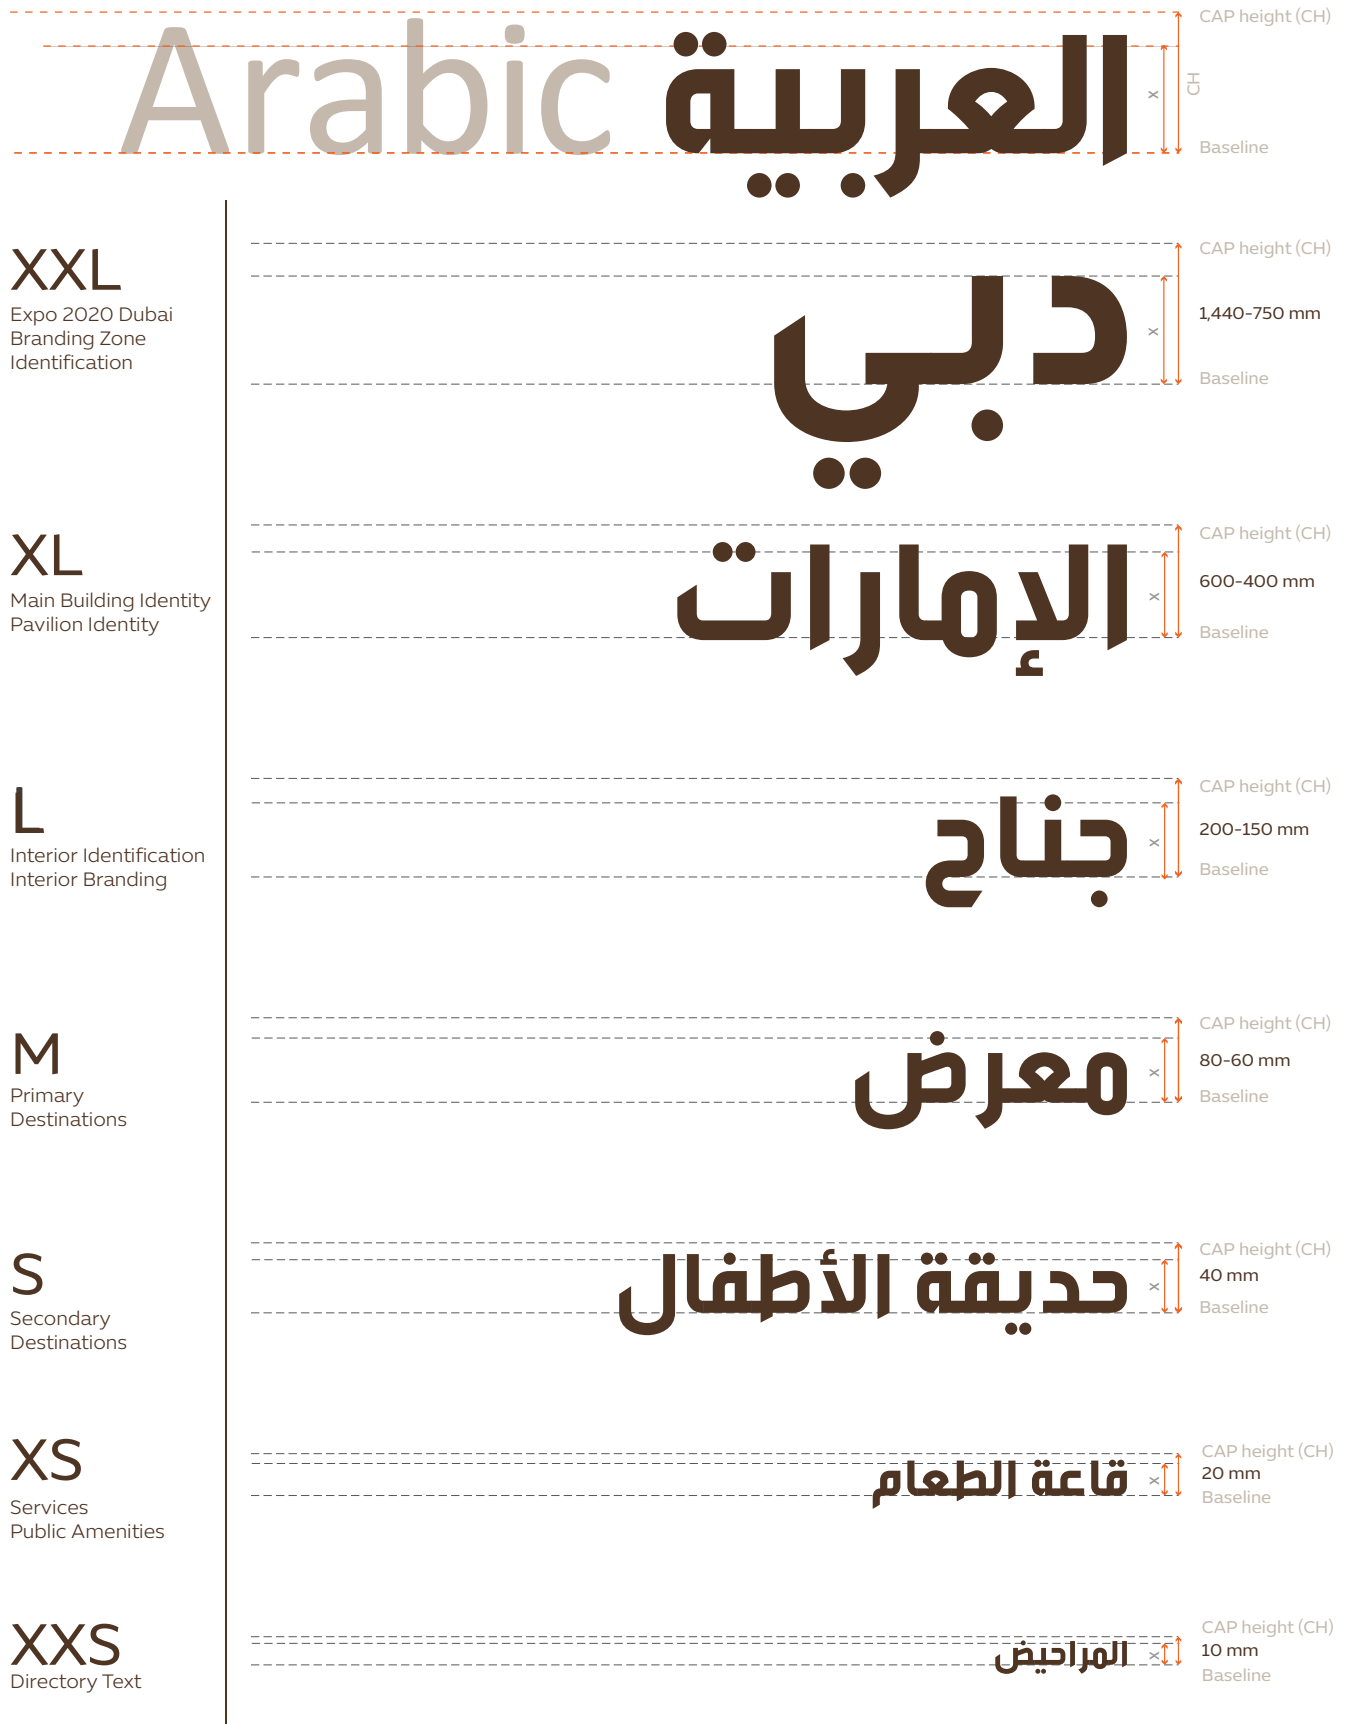 CAP height (CH)
Arabic العربية
x
CH
Baseline
XXL
Expo 2020 Dubai
Branding Zone
Identification
دبي
CAP height (CH)
x
1,440-750 mm
Baseline
XL
Main Building Identity
Pavilion Identity
الإمارات
CAP height (CH)
x
600-400 mm
Baseline
L
Interior Identification
Interior Branding
جناح
CAP height (CH)
x
200-150 mm
Baseline
M
Primary
Destinations
معرض
CAP height (CH)
x
80-60 mm
Baseline
S
Secondary
Destinations
حديقة الأطفال
CAP height (CH)
x
40 mm
Baseline
XS
Services
Public Amenities
قاعة الطعام
CAP height (CH)
x
20 mm
Baseline
XXS
Directory Text
المراحيض
CAP height (CH)
x
10 mm
Baseline